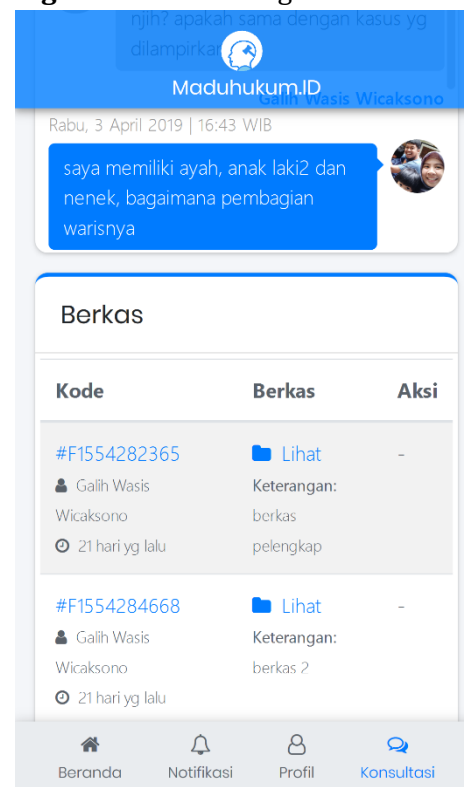 njih? apakah sama dengan kasus yg
dilampirkan
Maduhukum.ID
Galih Wasis Wicaksono
Rabu, 3 April 2019 | 16:43 WIB
saya memiliki ayah, anak laki2 dan
nenek, bagaimana pembagian
warisnya
Berkas
Kode Berkas Aksi
#F1554282365 Lihat -
Galih Wasis Keterangan:
Wicaksono berkas
21 hari yg lalu pelengkap
#F1554284668 Lihat -
Galih Wasis Keterangan:
Wicaksono berkas 2
21 hari yg lalu
Beranda Notifikasi Profil Konsultasi